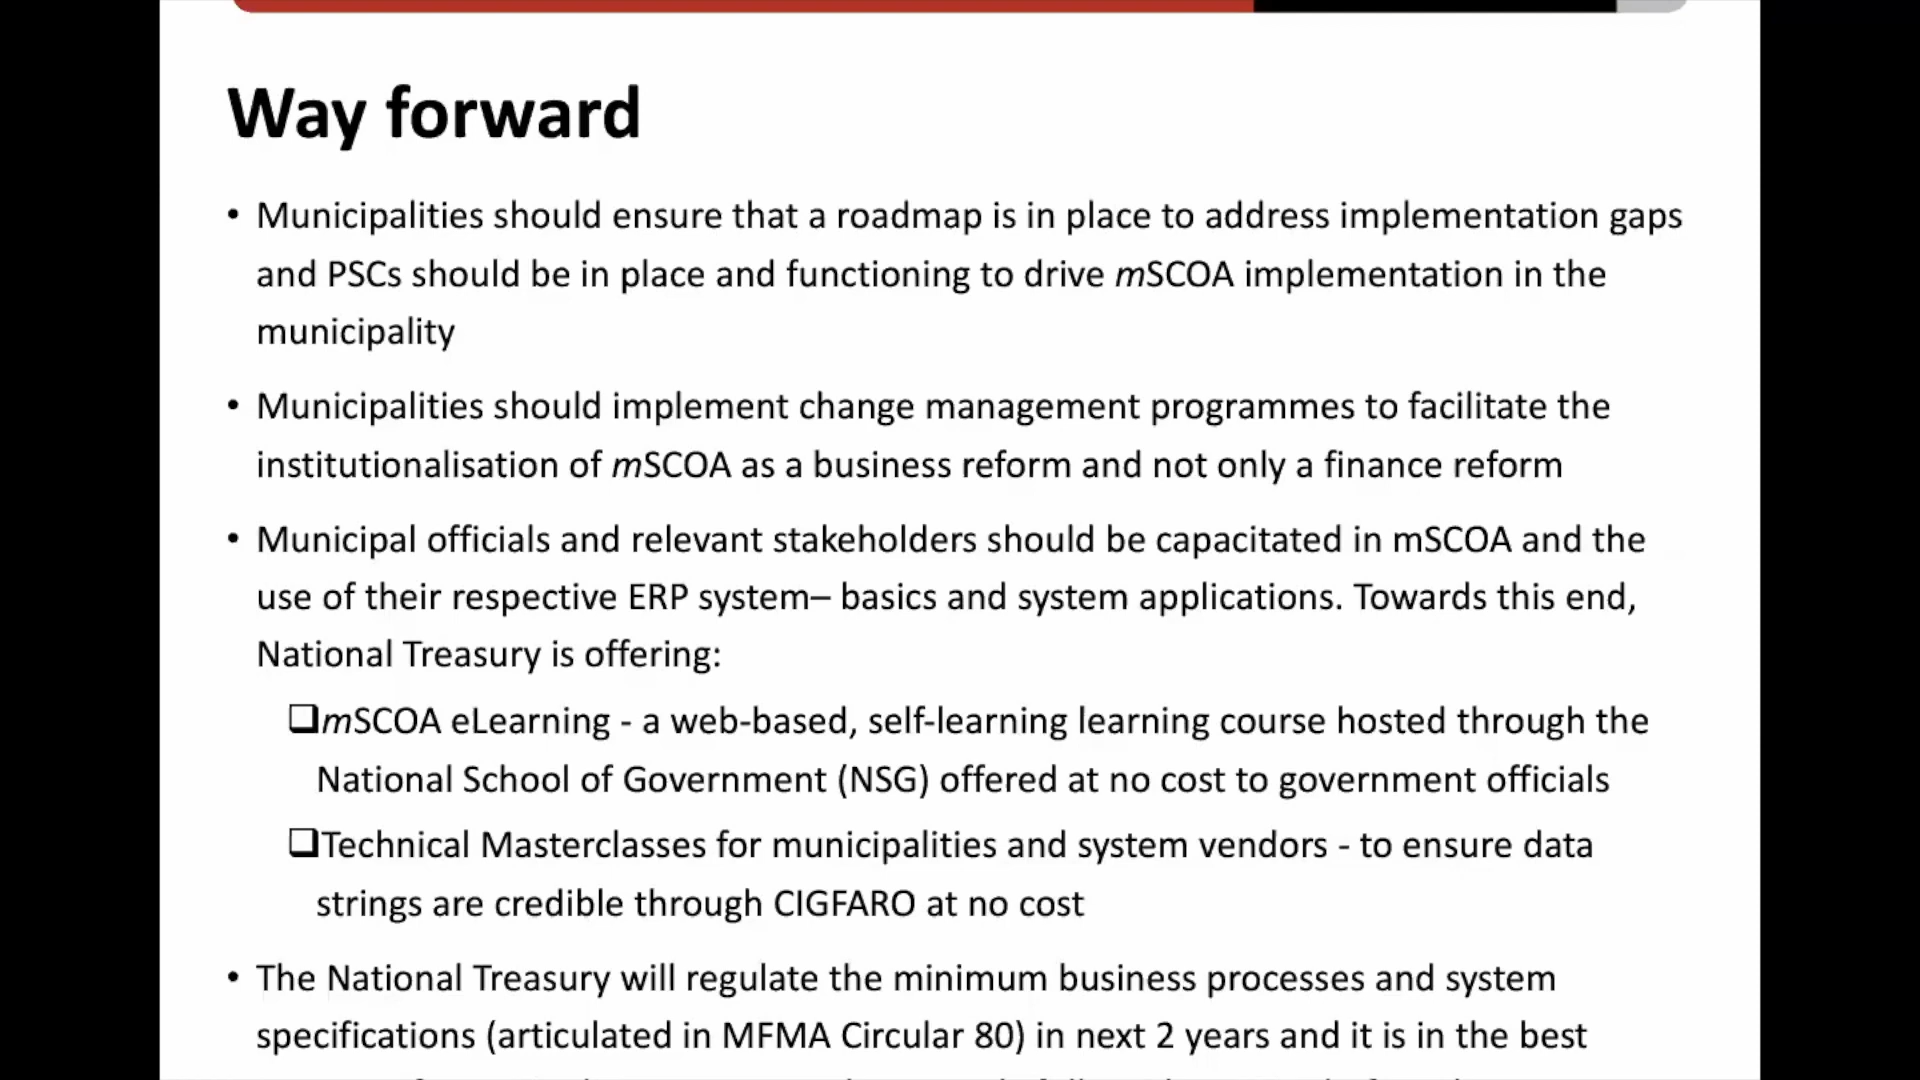 Way forward
• Municipalities should ensure that a roadmap is in place to address implementation gaps
and PSCs should be in place and functioning to drive mSCOA implementation in the
municipality
• Municipalities should implement change management programmes to facilitate the
institutionalisation of mSCOA as a business reform and not only a finance reform
• Municipal officials and relevant stakeholders should be capacitated in mSCOA and the
use of their respective ERP system– basics and system applications. Towards this end,
National Treasury is offering:
❑mSCOA eLearning - a web-based, self-learning learning course hosted through the
National School of Government (NSG) offered at no cost to government officials
❑Technical Masterclasses for municipalities and system vendors - to ensure data
strings are credible through CIGFARO at no cost
• The National Treasury will regulate the minimum business processes and system
specifications (articulated in MFMA Circular 80) in next 2 years and it is in the best